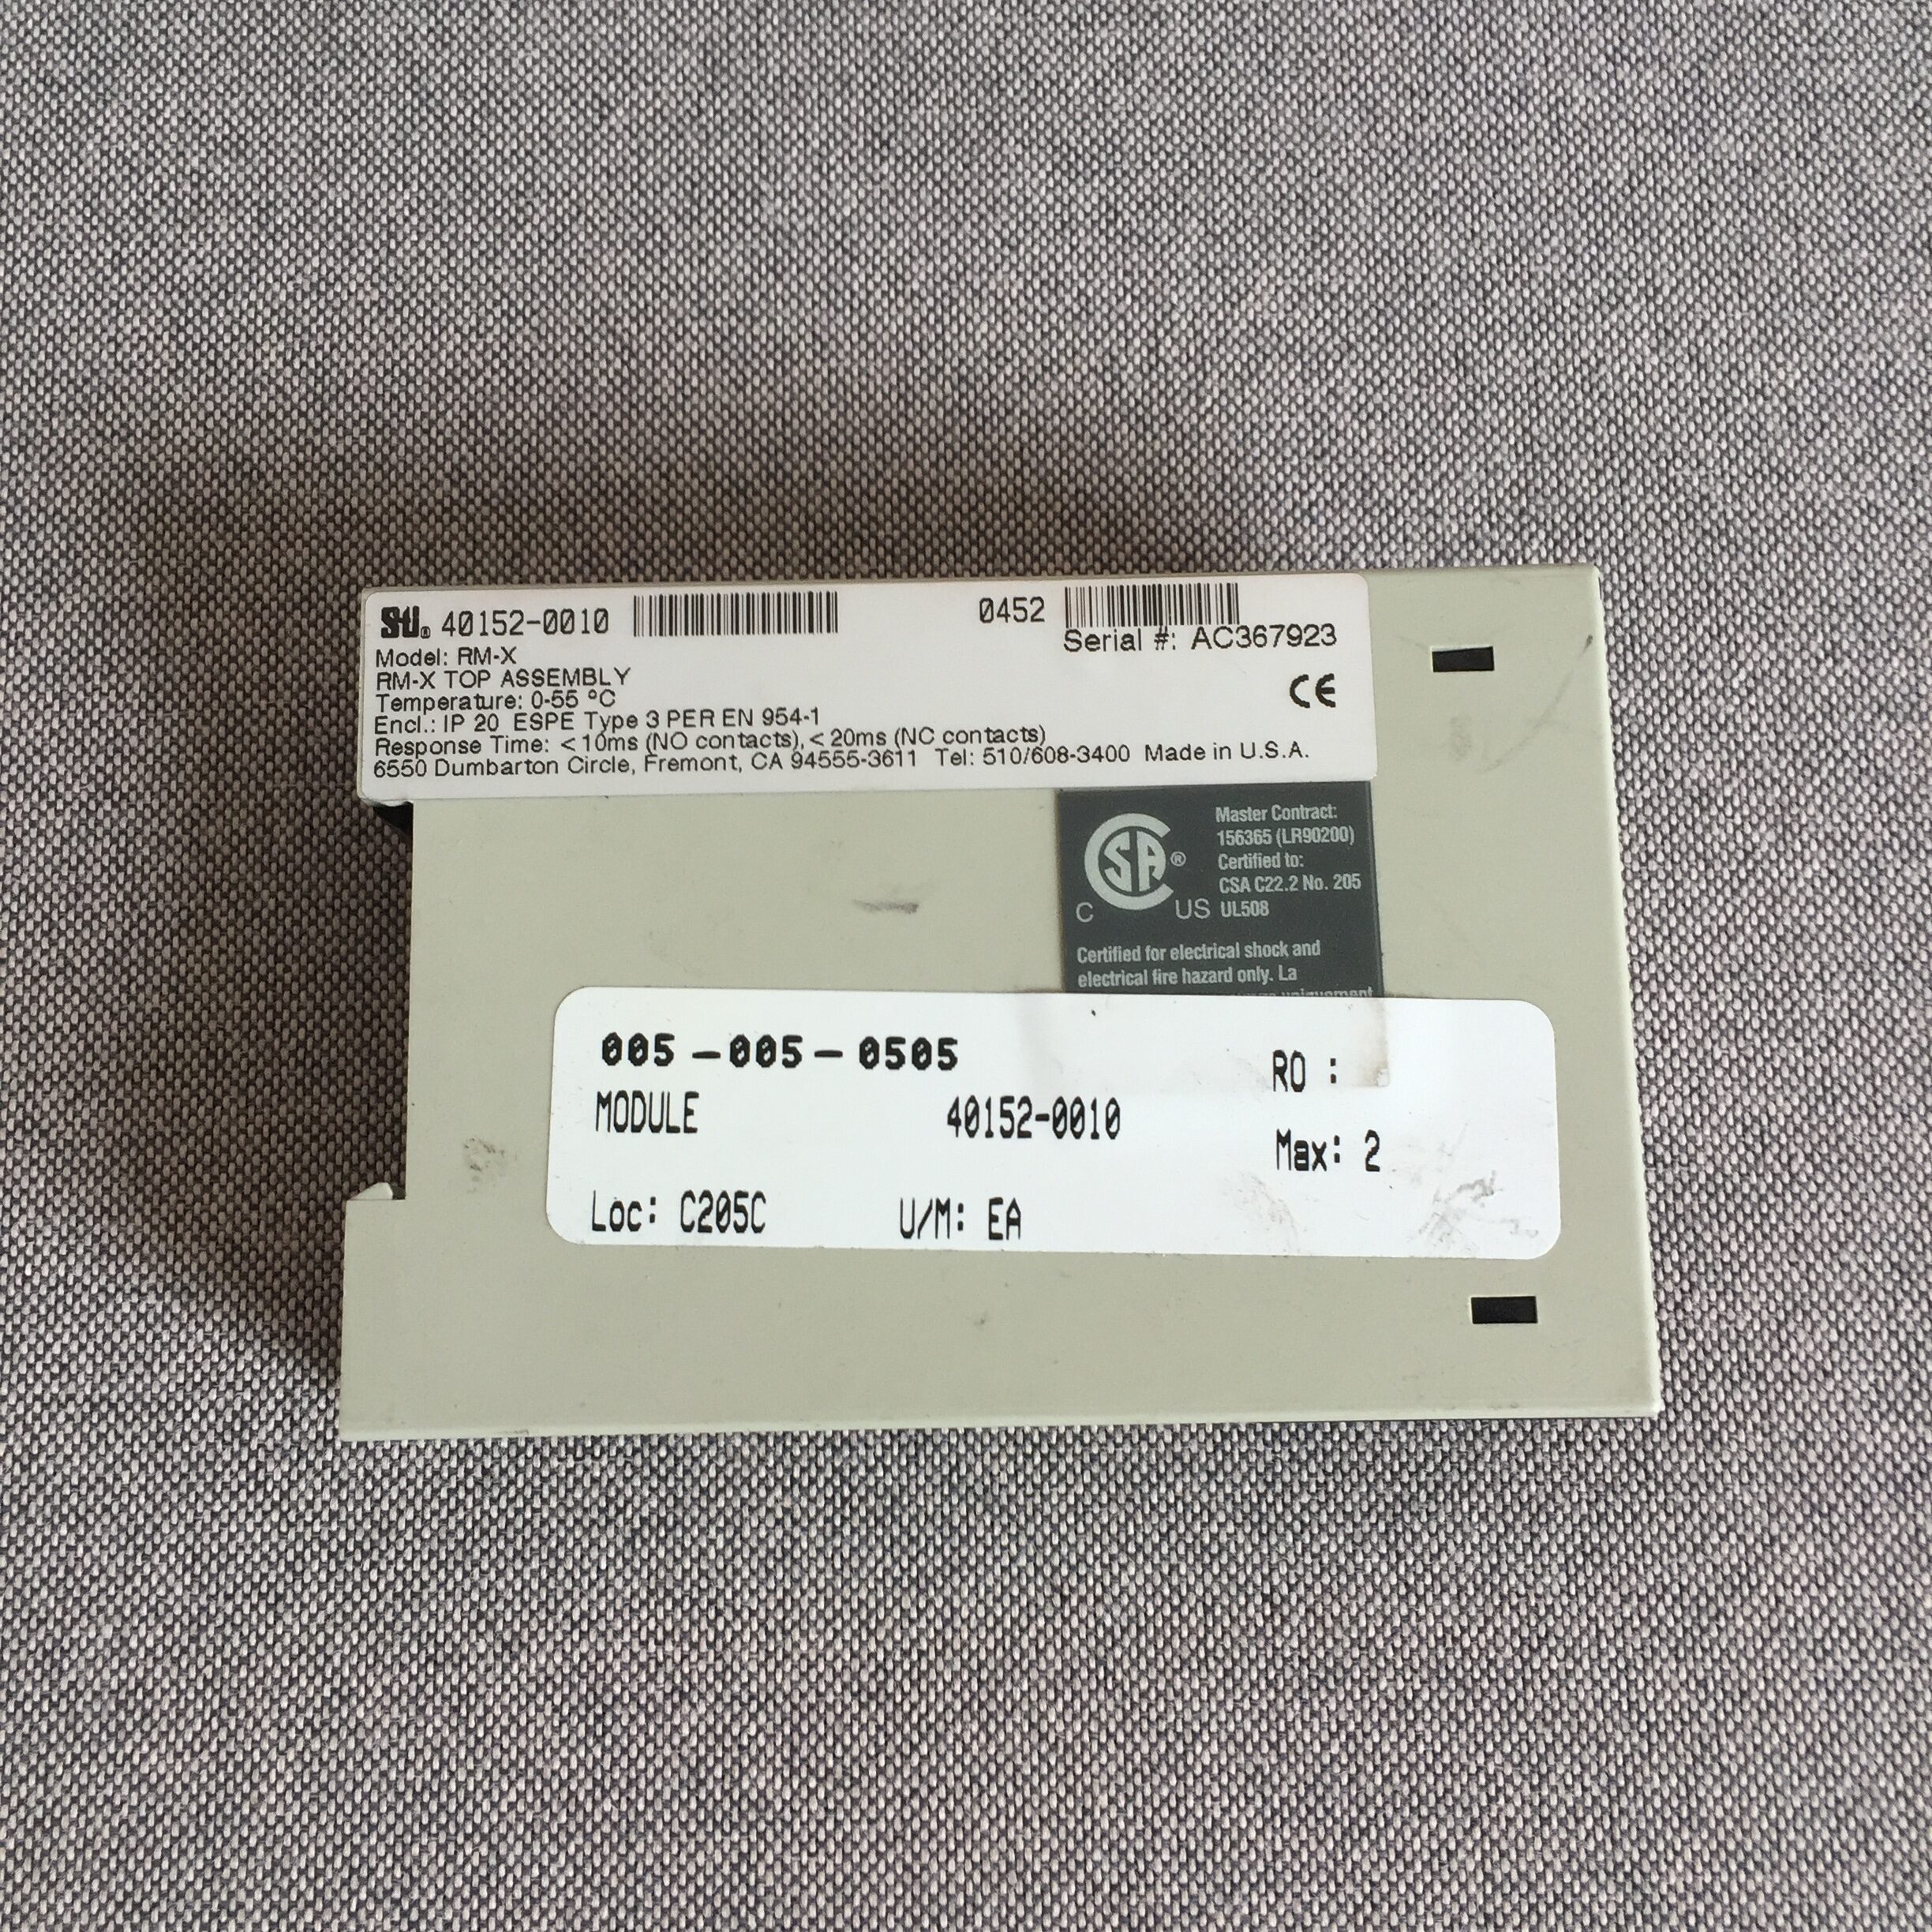 STI® 40152-0010 0452
Serial #: AC367923
Model: RM-X
RM-X TOP ASSEMBLY
Temperature: 0-55 °C
CE
Encl.: IP 20 ESPE Type 3 PER EN 954-1
Response Time: < 10ms (NO contacts), < 20ms (NC contacts)
6550 Dumbarton Circle, Fremont, CA 94555-3611 Tel: 510/608-3400 Made in U.S.A.
Master Contract:
156365 (LR90200)
Certified to:
CSA C22.2 No. 205
UL508
CSA®
C US
Certified for electrical shock and
electrical fire hazard only. La
005-005-0505
RO :
MODULE 40152-0010
Max: 2
Loc: C205C U/M: EA